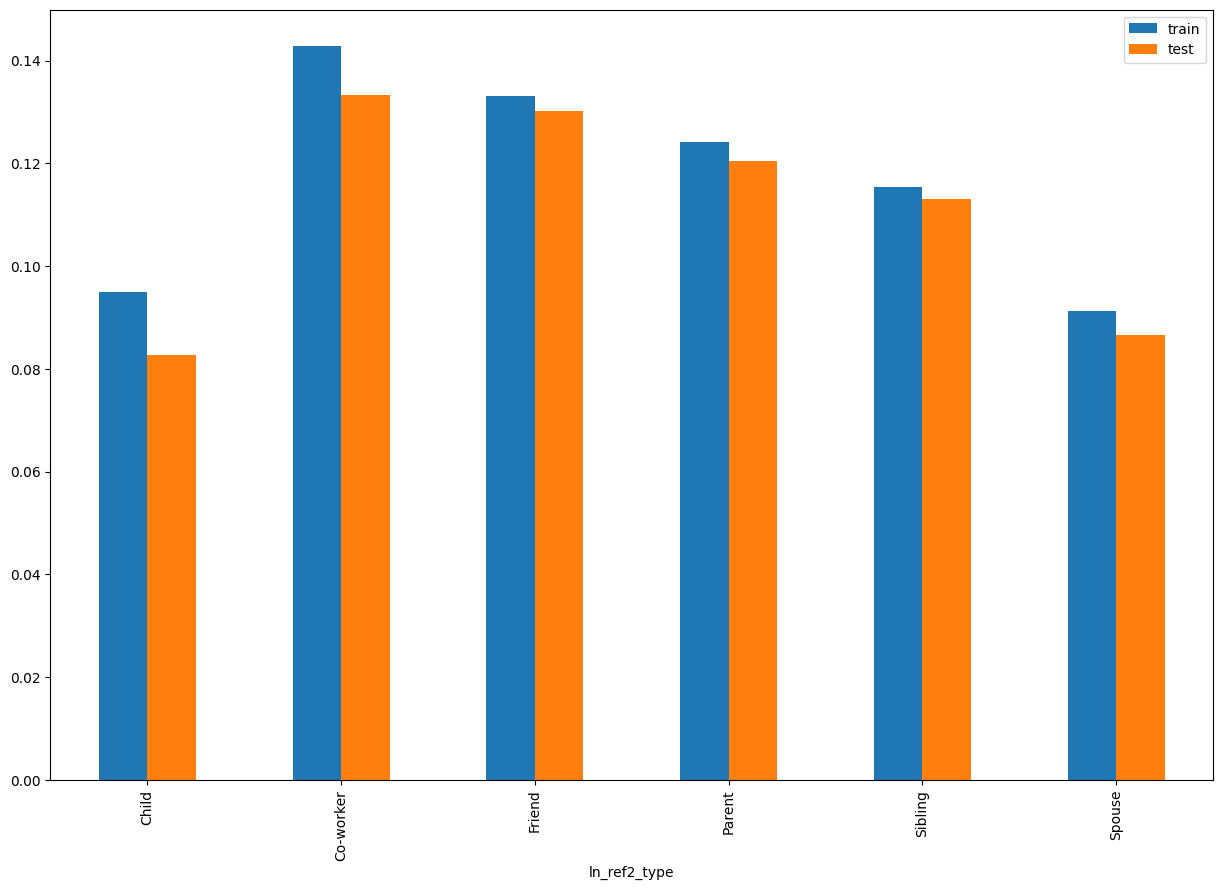 train
test
0.14
0.12
0.10
0.08
0.06
0.04
0.02
0.00
Child
Co-worker
Friend
Parent
Sibling
Spouse
ln_ref2_type